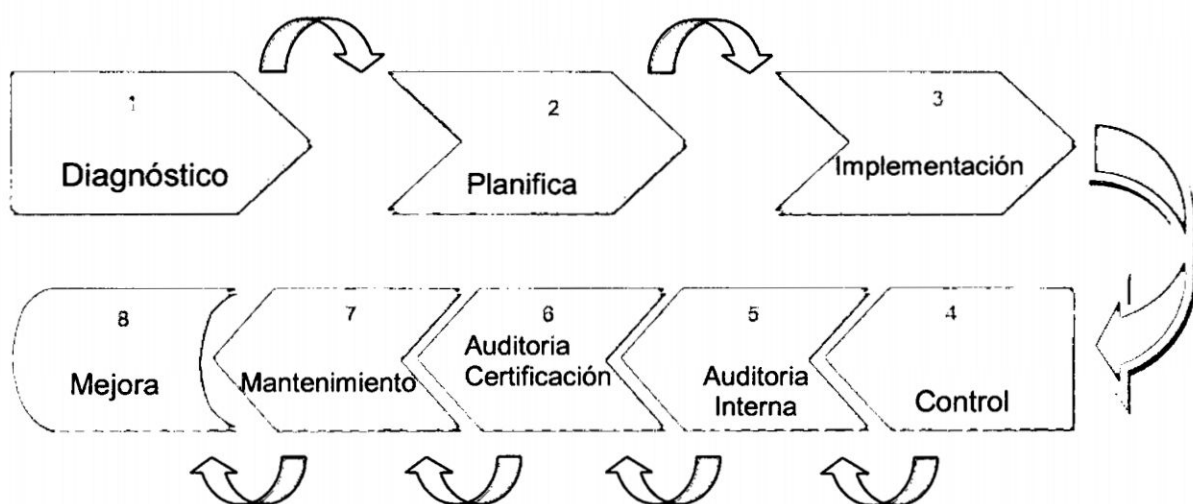 1
Diagnóstico
2
Planifica
3
Implementación
4
Control
5
Auditoria
Interna
6
Auditoria
Certificación
7
Mantenimiento
8
Mejora